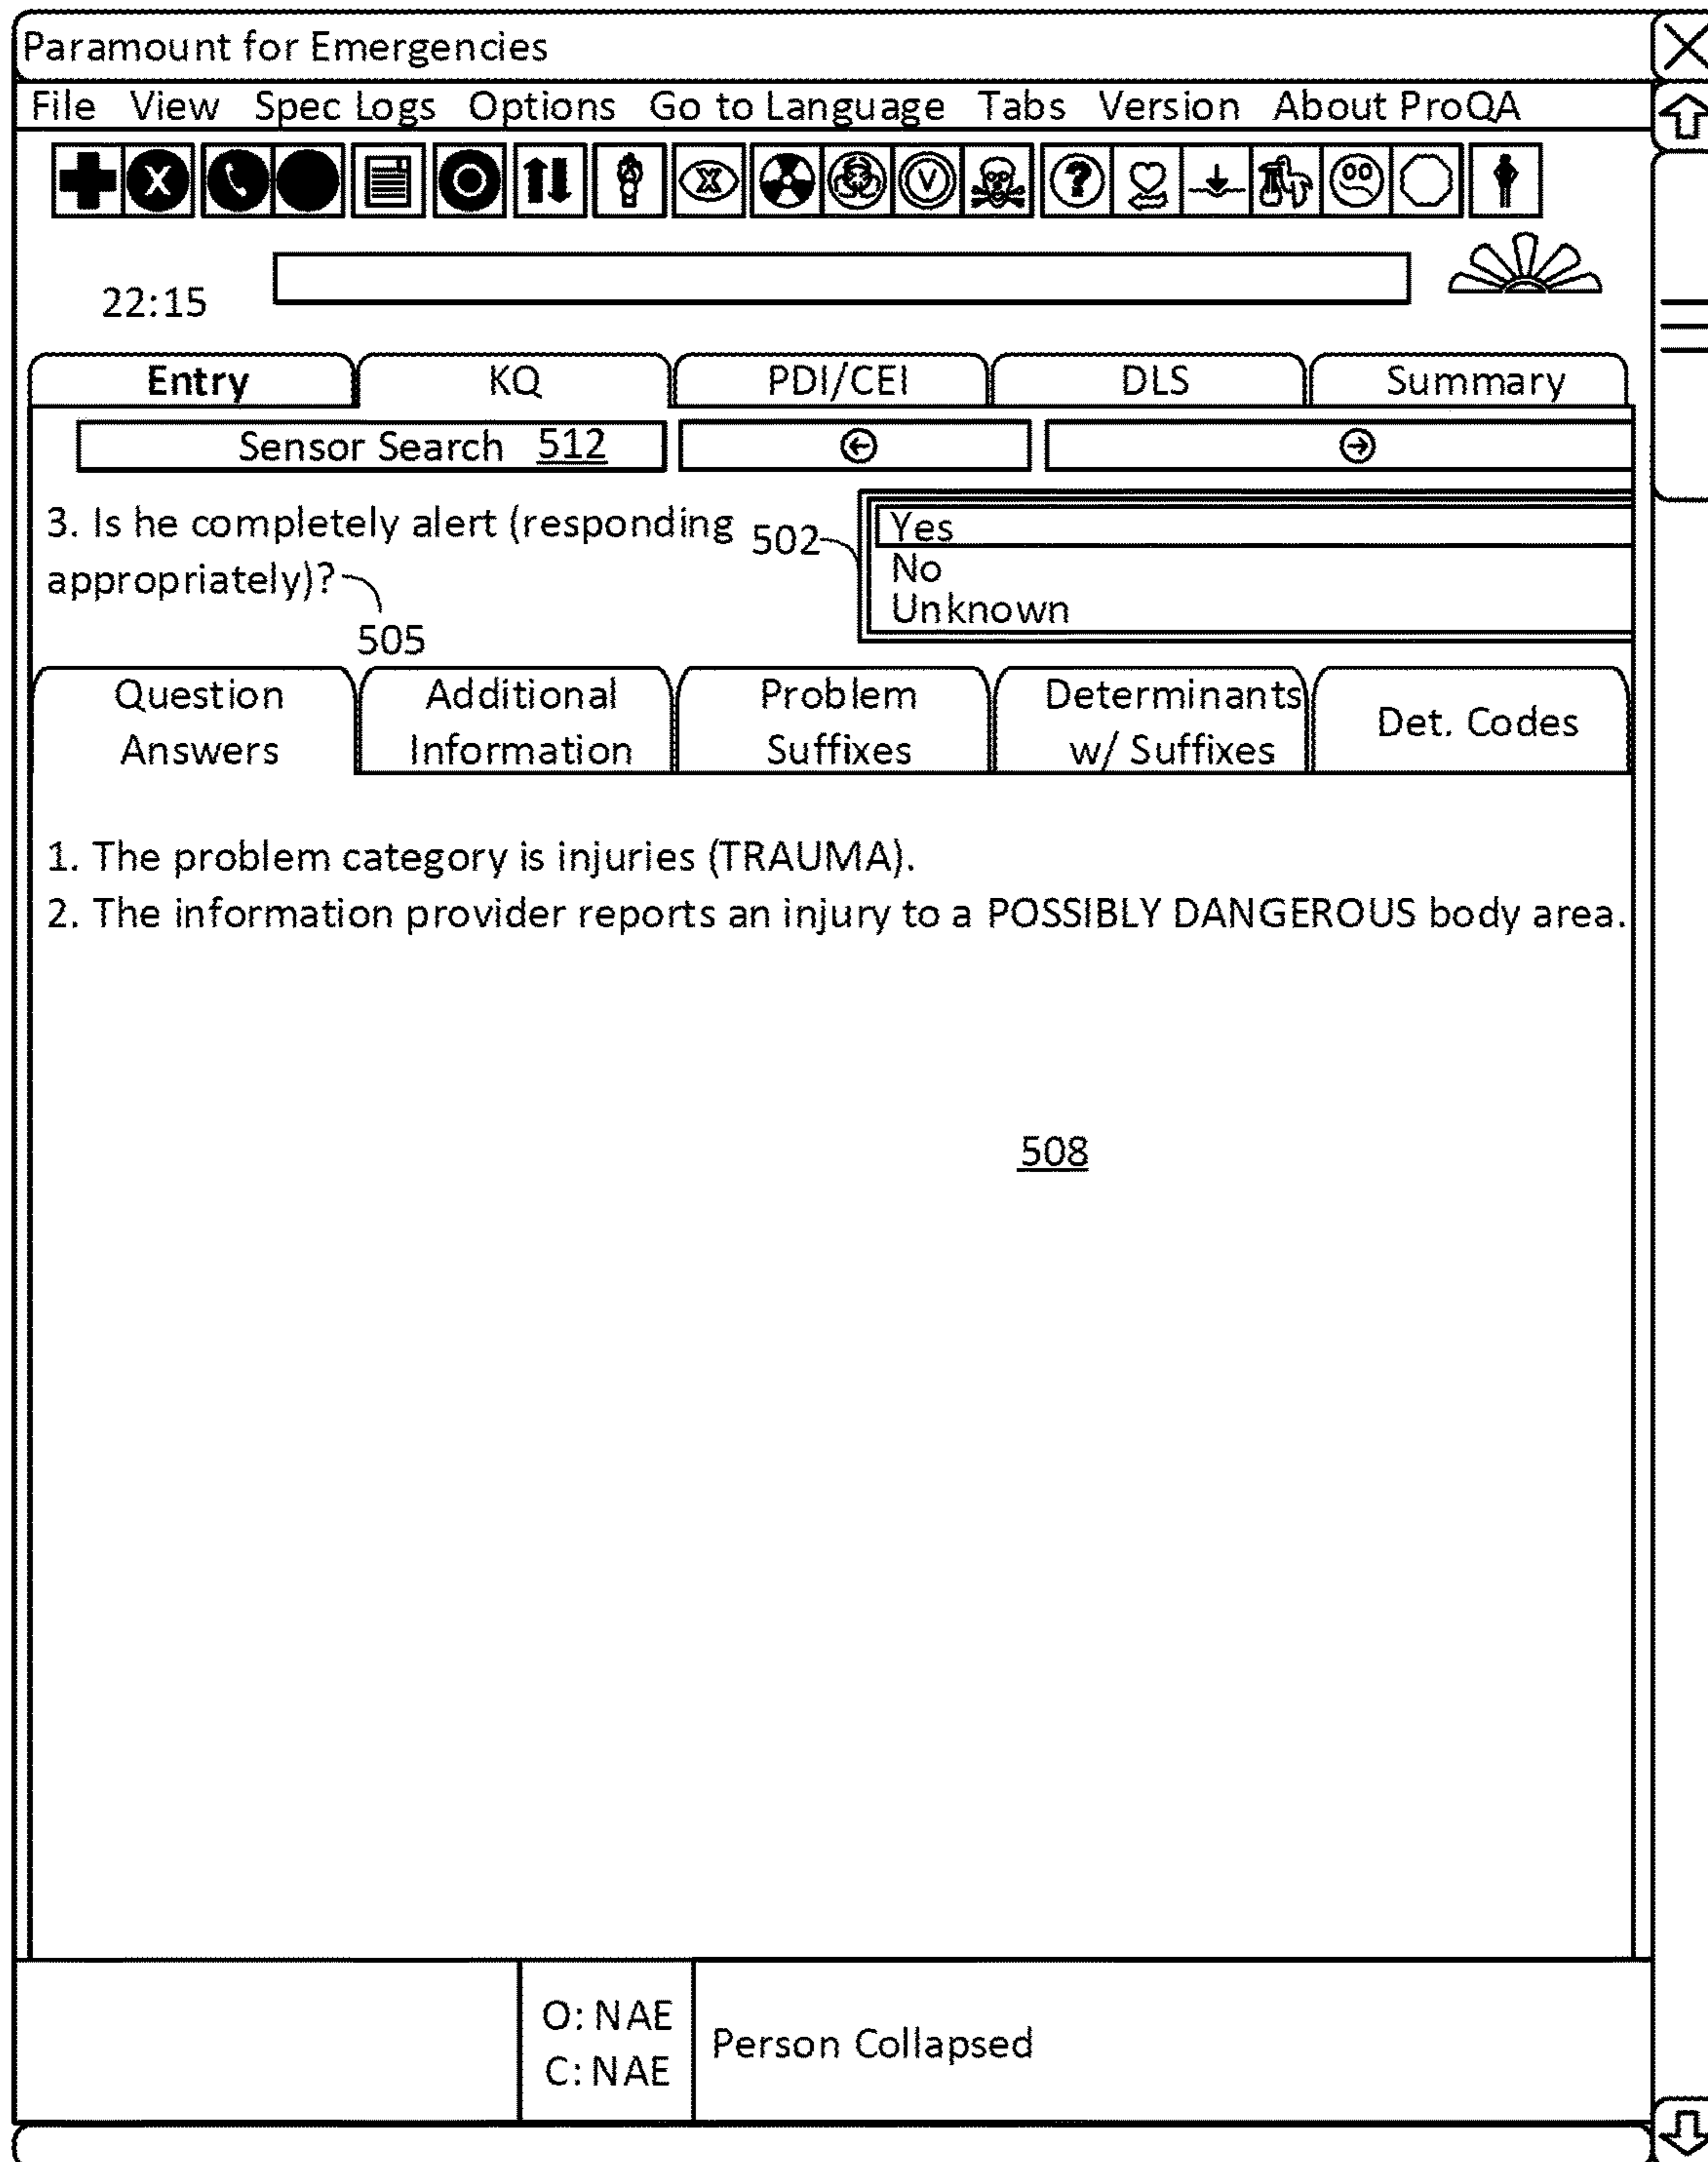 Paramount for Emergencies
File View Spec Logs Options Go to Language Tabs Version About ProQA
X V X ?
22:15
Entry KQ PDI/CEI DLS Summary
Sensor Search 512
3. Is he completely alert (responding
appropriately)?
505
502
Yes
No
Unknown
Question
Answers
Additional
Information
Problem
Suffixes
Determinants
w/ Suffixes
Det. Codes
1. The problem category is injuries (TRAUMA).
2. The information provider reports an injury to a POSSIBLY DANGEROUS body area.
508
O: NAE
C: NAE
Person Collapsed